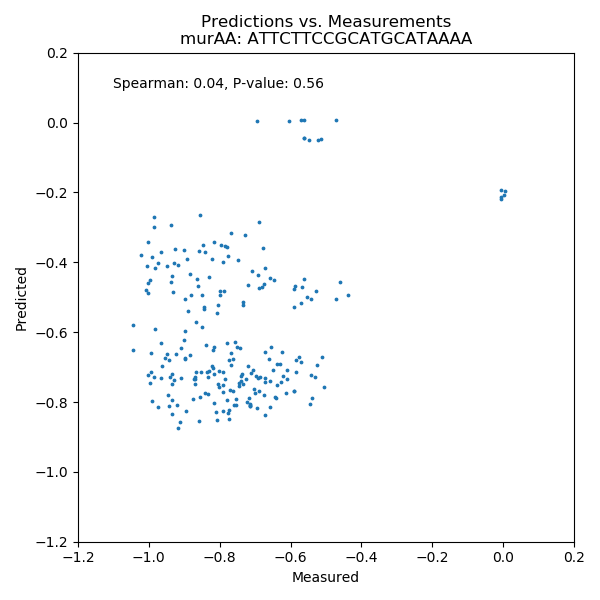 Predictions vs. Measurements
murAA: ATTCTTCCGCATGCATAAAA
Spearman: 0.04, P-value: 0.56
0.2
0.0
−0.2
−0.4
−0.6
−0.8
−1.0
−1.2
Predicted
−1.2 −1.0 −0.8 −0.6 −0.4 −0.2 0.0 0.2
Measured